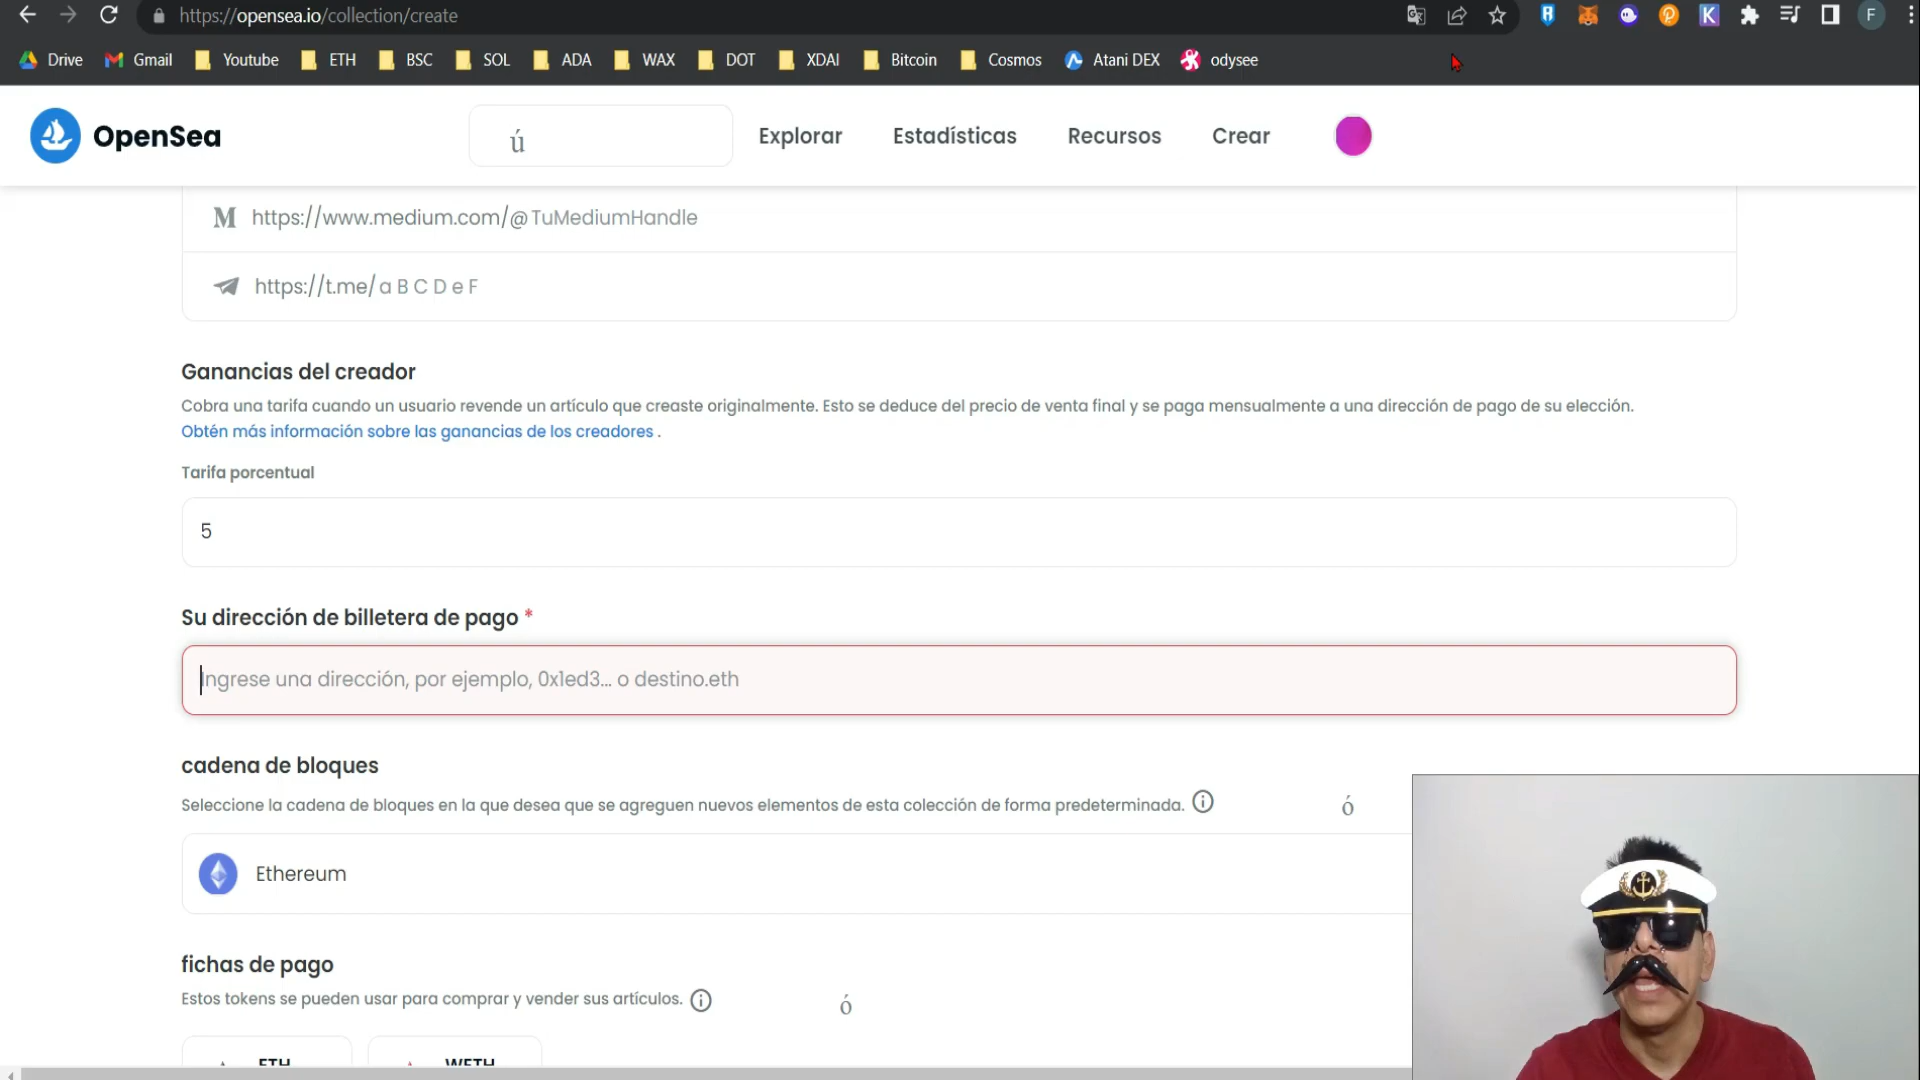 https://opensea.io/collection/create
F
Drive Gmail Youtube ETH BSC SOL ADA WAX DOT XDAI Bitcoin Cosmos Atani DEX odysee
OpenSea ú Explorar Estadísticas Recursos Crear
M https://www.medium.com/@TuMediumHandle
https://t.me/ a B C D e F
Ganancias del creador
Cobra una tarifa cuando un usuario revende un artículo que creaste originalmente. Esto se deduce del precio de venta final y se paga mensualmente a una dirección de pago de su elección.
Obtén más información sobre las ganancias de los creadores .
Tarifa porcentual
5
Su dirección de billetera de pago *
Ingrese una dirección, por ejemplo, 0x1ed3... o destino.eth
cadena de bloques
Seleccione la cadena de bloques en la que desea que se agreguen nuevos elementos de esta colección de forma predeterminada. ó
Ethereum
fichas de pago
Estos tokens se pueden usar para comprar y vender sus artículos. ó
ETH WETH